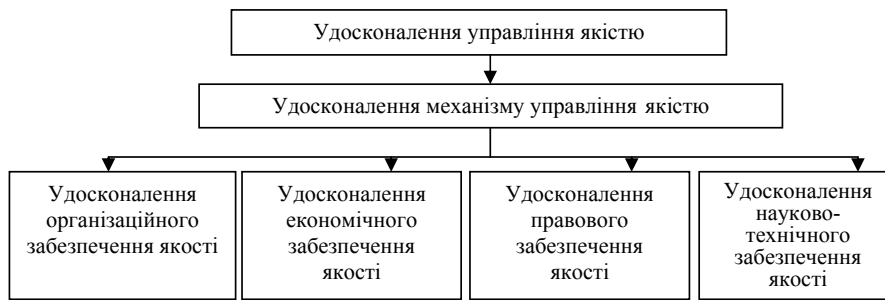 Удосконалення управління якістю
Удосконалення механізму управління якістю
Удосконалення
організаційного
забезпечення якості
Удосконалення
економічного
забезпечення
якості
Удосконалення
правового
забезпечення
якості
Удосконалення
науково-
технічного
забезпечення
якості